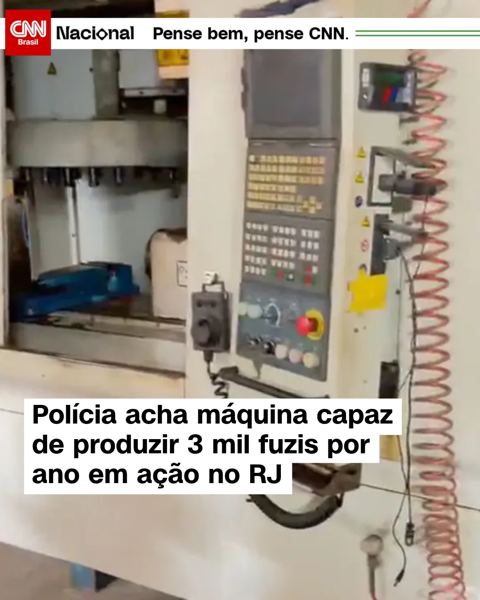 CNN Brasil Nacional Pense bem, pense CNN.
Polícia acha máquina capaz
de produzir 3 mil fuzis por
ano em ação no RJ